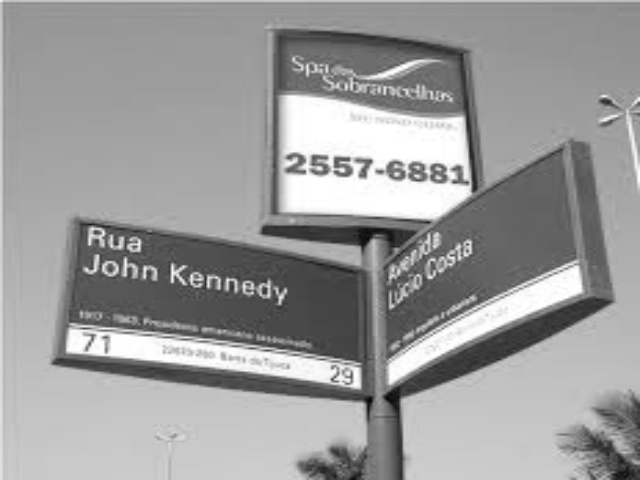 Spa das
Sobrancelhas
2557-6881
Rua
John Kennedy
1917 - 1963, Presidente americano assassinado
71
Barra da Tijuca
29
Avenida
Lúcio Costa